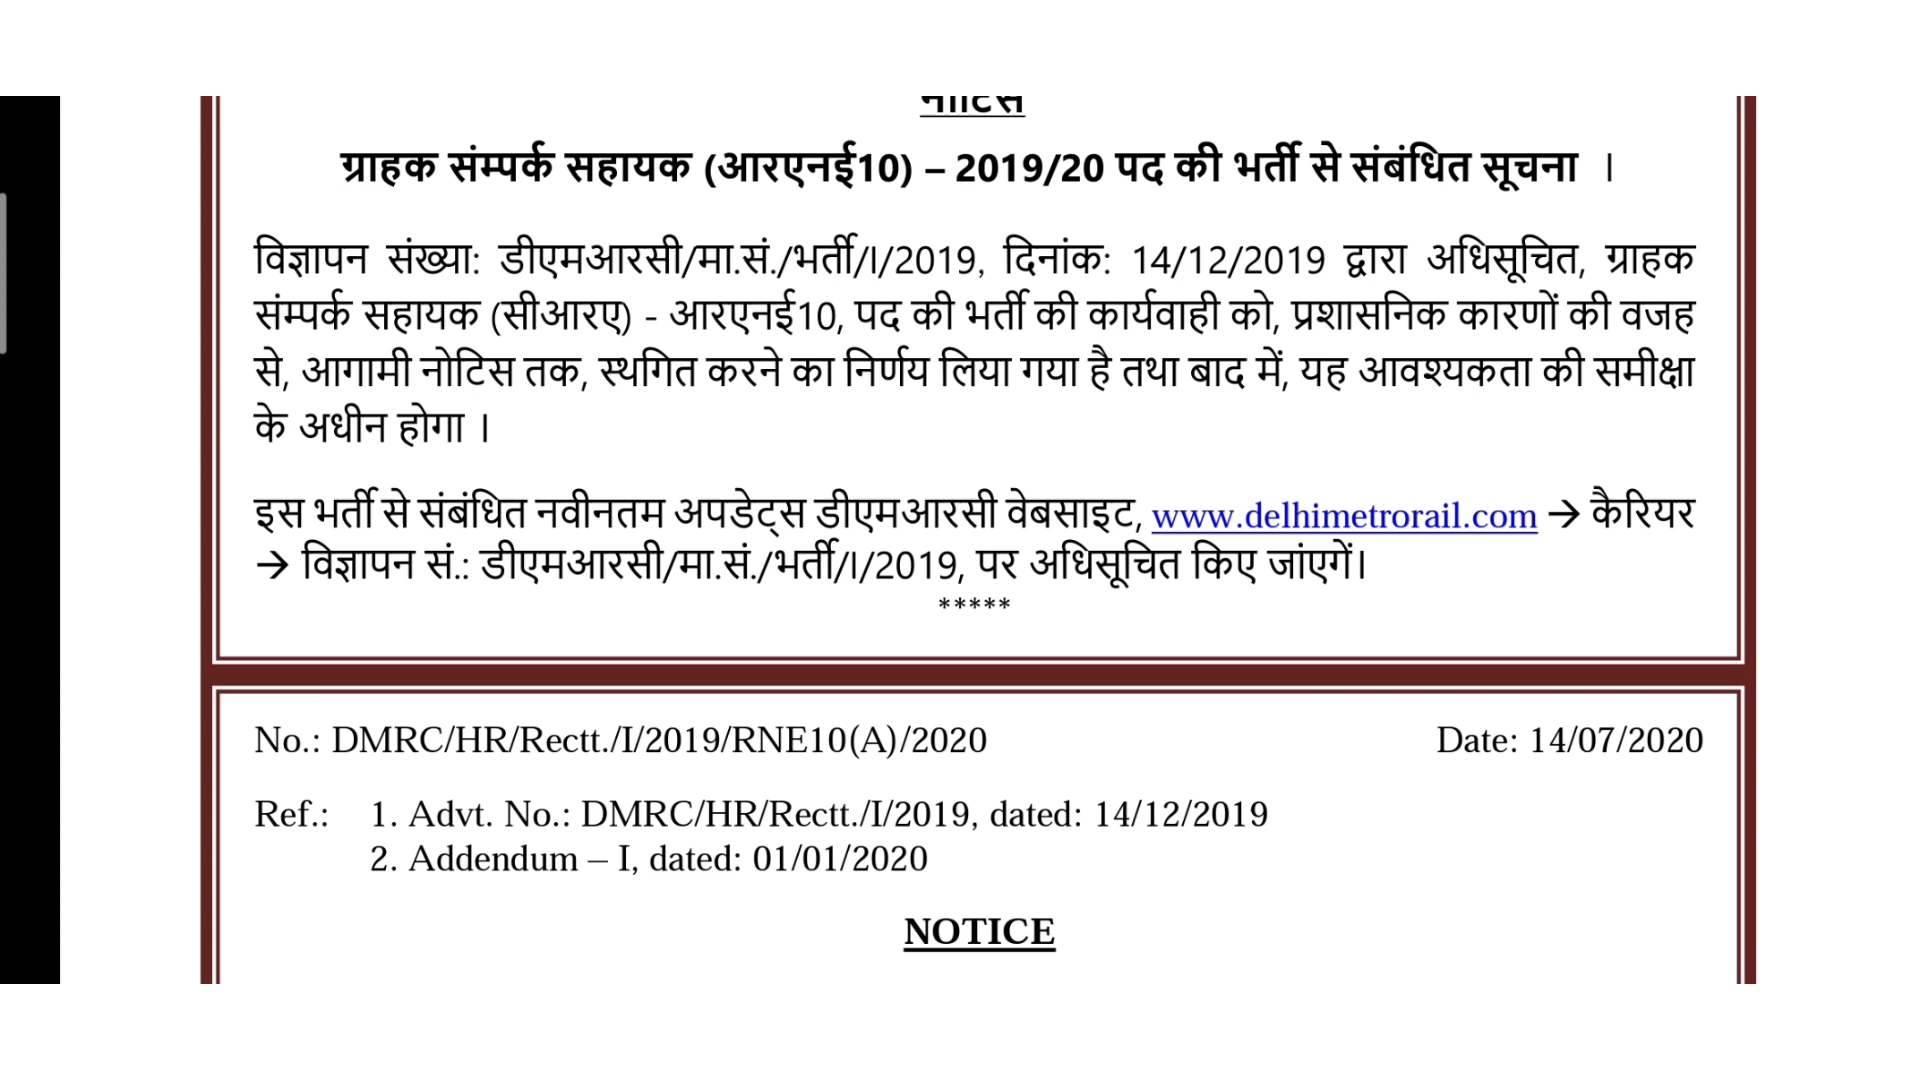 नोटिस
ग्राहक संम्पर्क सहायक (आरएनई10) – 2019/20 पद की भर्ती से संबंधित सूचना ।
विज्ञापन संख्या: डीएमआरसी/मा.सं./भर्ती/I/2019, दिनांक: 14/12/2019 द्वारा अधिसूचित, ग्राहक
संम्पर्क सहायक (सीआरए) - आरएनई10, पद की भर्ती की कार्यवाही को, प्रशासनिक कारणों की वजह
से, आगामी नोटिस तक, स्थगित करने का निर्णय लिया गया है तथा बाद में, यह आवश्यकता की समीक्षा
के अधीन होगा ।
इस भर्ती से संबंधित नवीनतम अपडेट्स डीएमआरसी वेबसाइट, www.delhimetrorail.com → कैरियर
→ विज्ञापन सं.: डीएमआरसी/मा.सं./भर्ती/I/2019, पर अधिसूचित किए जांएगें।
*****
No.: DMRC/HR/Rectt./I/2019/RNE10(A)/2020 Date: 14/07/2020
Ref.: 1. Advt. No.: DMRC/HR/Rectt./I/2019, dated: 14/12/2019
2. Addendum – I, dated: 01/01/2020
NOTICE